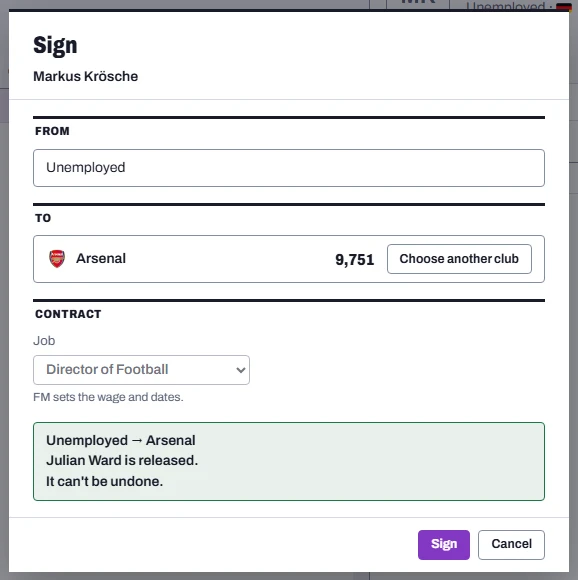 Unemployed ·
Sign
Markus Krösche
FROM
Unemployed
TO
Arsenal
9,751
Choose another club
CONTRACT
Job
Director of Football
FM sets the wage and dates.
Unemployed → Arsenal
Julian Ward is released.
It can't be undone.
Sign
Cancel